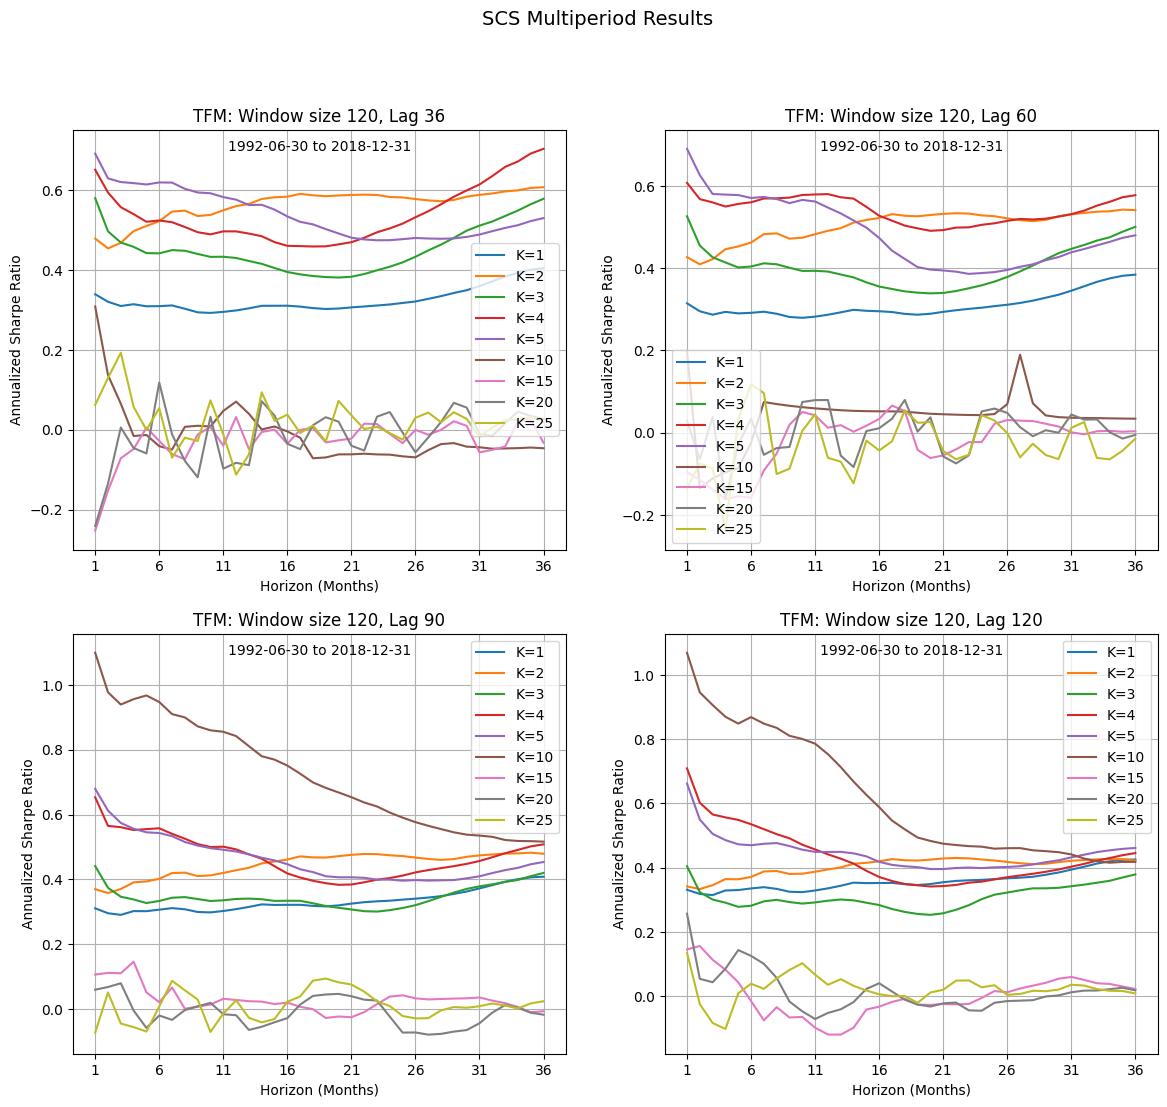 SCS Multiperiod Results
TFM: Window size 120, Lag 36
1992-06-30 to 2018-12-31
Annualized Sharpe Ratio
0.6
0.4
0.2
0.0
−0.2
K=1
K=2
K=3
K=4
K=5
K=10
K=15
K=20
K=25
1 6 11 16 21 26 31 36
Horizon (Months)
TFM: Window size 120, Lag 60
1992-06-30 to 2018-12-31
Annualized Sharpe Ratio
0.6
0.4
0.2
0.0
−0.2
K=1
K=2
K=3
K=4
K=5
K=10
K=15
K=20
K=25
1 6 11 16 21 26 31 36
Horizon (Months)
TFM: Window size 120, Lag 90
1992-06-30 to 2018-12-31
Annualized Sharpe Ratio
1.0
0.8
0.6
0.4
0.2
0.0
K=1
K=2
K=3
K=4
K=5
K=10
K=15
K=20
K=25
1 6 11 16 21 26 31 36
Horizon (Months)
TFM: Window size 120, Lag 120
1992-06-30 to 2018-12-31
Annualized Sharpe Ratio
1.0
0.8
0.6
0.4
0.2
0.0
K=1
K=2
K=3
K=4
K=5
K=10
K=15
K=20
K=25
1 6 11 16 21 26 31 36
Horizon (Months)